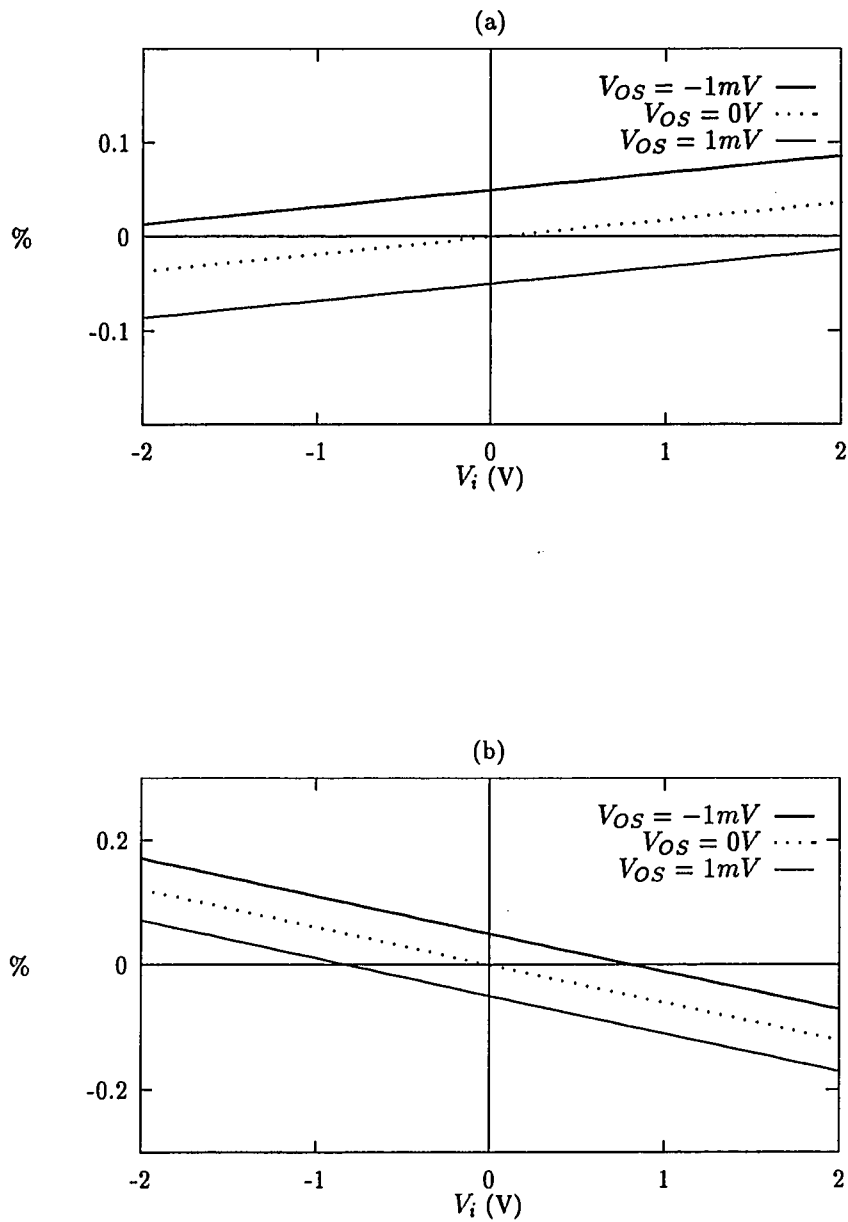 (a)
V_OS = −1mV
V_OS = 0V
V_OS = 1mV
0.1
%
0
-0.1
-2 -1 0 1 2
V_i (V)
(b)
V_OS = −1mV
V_OS = 0V
V_OS = 1mV
0.2
%
0
-0.2
-2 -1 0 1 2
V_i (V)